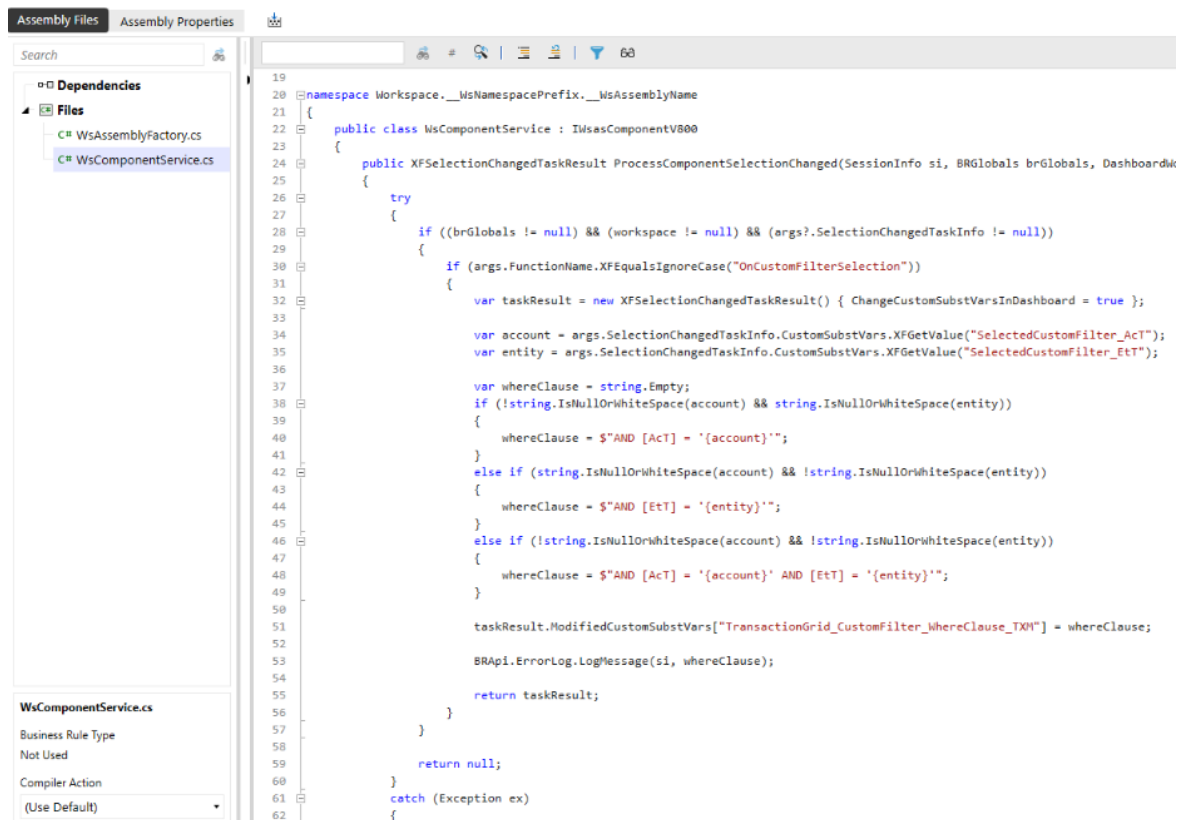 Assembly Files Assembly Properties
Search
Dependencies
Files
C# WsAssemblyFactory.cs
C# WsComponentService.cs
WsComponentService.cs
Business Rule Type
Not Used
Compiler Action
(Use Default)
19
20 namespace Workspace.__WsNamespacePrefix.__WsAssemblyName
21 {
22 public class WsComponentService : IWsasComponentV800
23 {
24 public XFSelectionChangedTaskResult ProcessComponentSelectionChanged(SessionInfo si, BRGlobals brGlobals, DashboardWo
25 {
26 try
27 {
28 if ((brGlobals != null) && (workspace != null) && (args?.SelectionChangedTaskInfo != null))
29 {
30 if (args.FunctionName.XFEqualsIgnoreCase("OnCustomFilterSelection"))
31 {
32 var taskResult = new XFSelectionChangedTaskResult() { ChangeCustomSubstVarsInDashboard = true };
33
34 var account = args.SelectionChangedTaskInfo.CustomSubstVars.XFGetValue("SelectedCustomFilter_AcT");
35 var entity = args.SelectionChangedTaskInfo.CustomSubstVars.XFGetValue("SelectedCustomFilter_EtT");
36
37 var whereClause = string.Empty;
38 if (!string.IsNullOrWhiteSpace(account) && string.IsNullOrWhiteSpace(entity))
39 {
40 whereClause = $"AND [AcT] = '{account}'";
41 }
42 else if (string.IsNullOrWhiteSpace(account) && !string.IsNullOrWhiteSpace(entity))
43 {
44 whereClause = $"AND [EtT] = '{entity}'";
45 }
46 else if (!string.IsNullOrWhiteSpace(account) && !string.IsNullOrWhiteSpace(entity))
47 {
48 whereClause = $"AND [AcT] = '{account}' AND [EtT] = '{entity}'";
49 }
50
51 taskResult.ModifiedCustomSubstVars["TransactionGrid_CustomFilter_WhereClause_TXM"] = whereClause;
52
53 BRApi.ErrorLog.LogMessage(si, whereClause);
54
55 return taskResult;
56 }
57 }
58
59 return null;
60 }
61 catch (Exception ex)
62 {